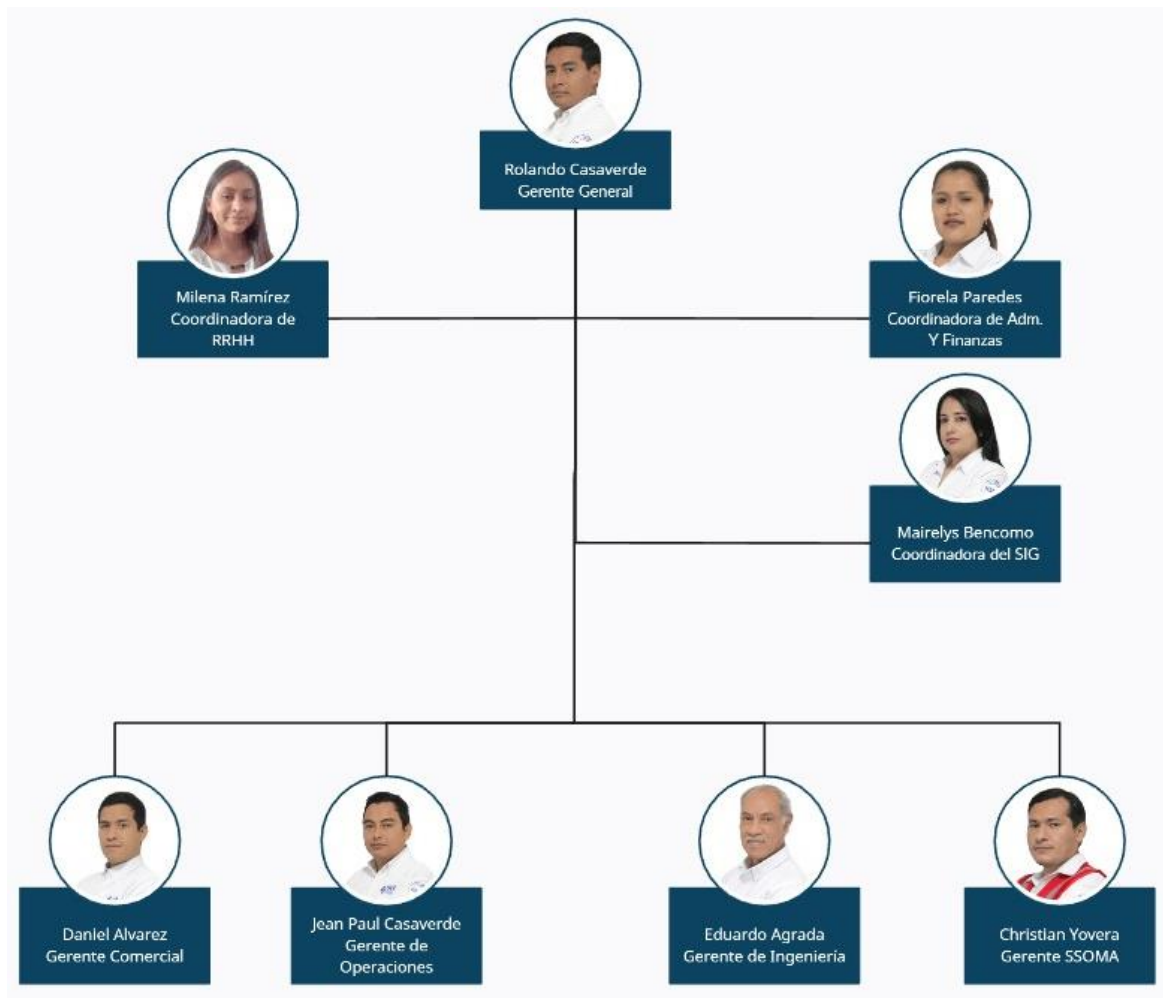 Rolando Casaverde
Gerente General
Milena Ramírez
Coordinadora de
RRHH
Fiorela Paredes
Coordinadora de Adm.
Y Finanzas
Mairelys Bencomo
Coordinadora del SIG
Daniel Alvarez
Gerente Comercial
Jean Paul Casaverde
Gerente de
Operaciones
Eduardo Agrada
Gerente de Ingeniería
Christian Yovera
Gerente SSOMA